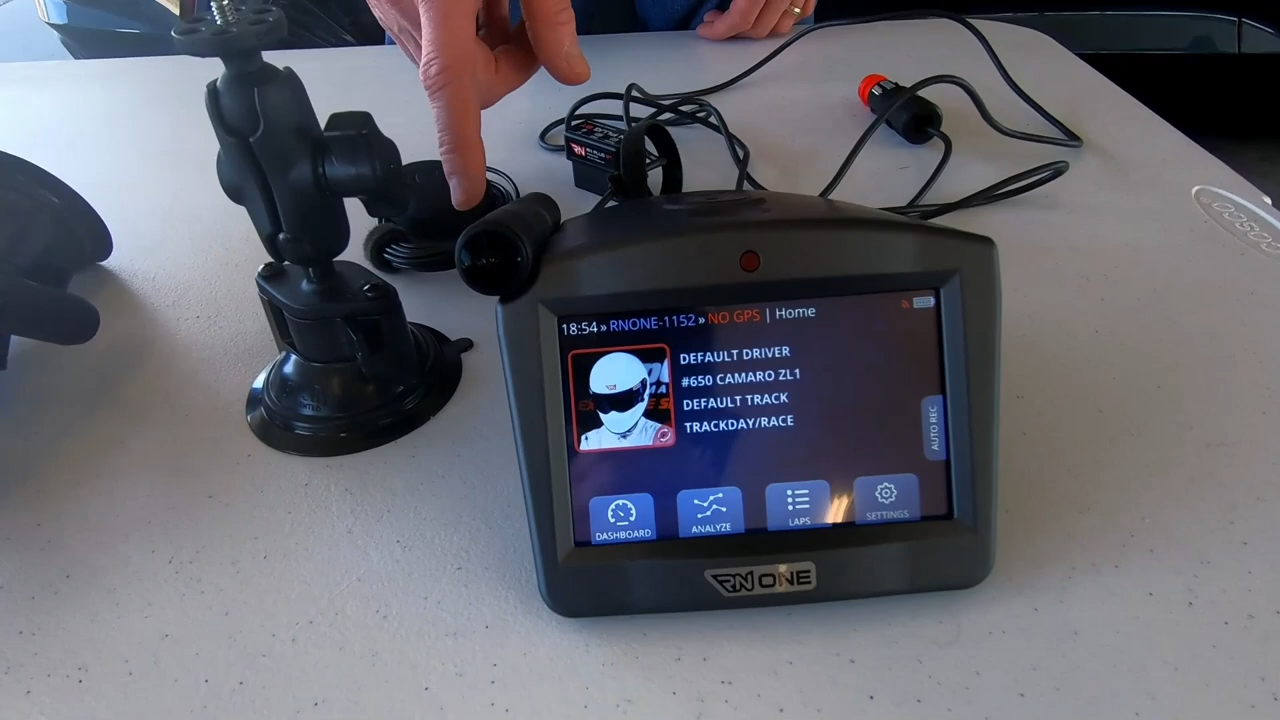 18:54 » RNONE-1152 » NO GPS | Home
DEFAULT DRIVER
#650 CAMARO ZL1
DEFAULT TRACK
TRACKDAY/RACE
AUTO REC
DASHBOARD
ANALYZE
LAPS
SETTINGS
RN ONE
COSCO